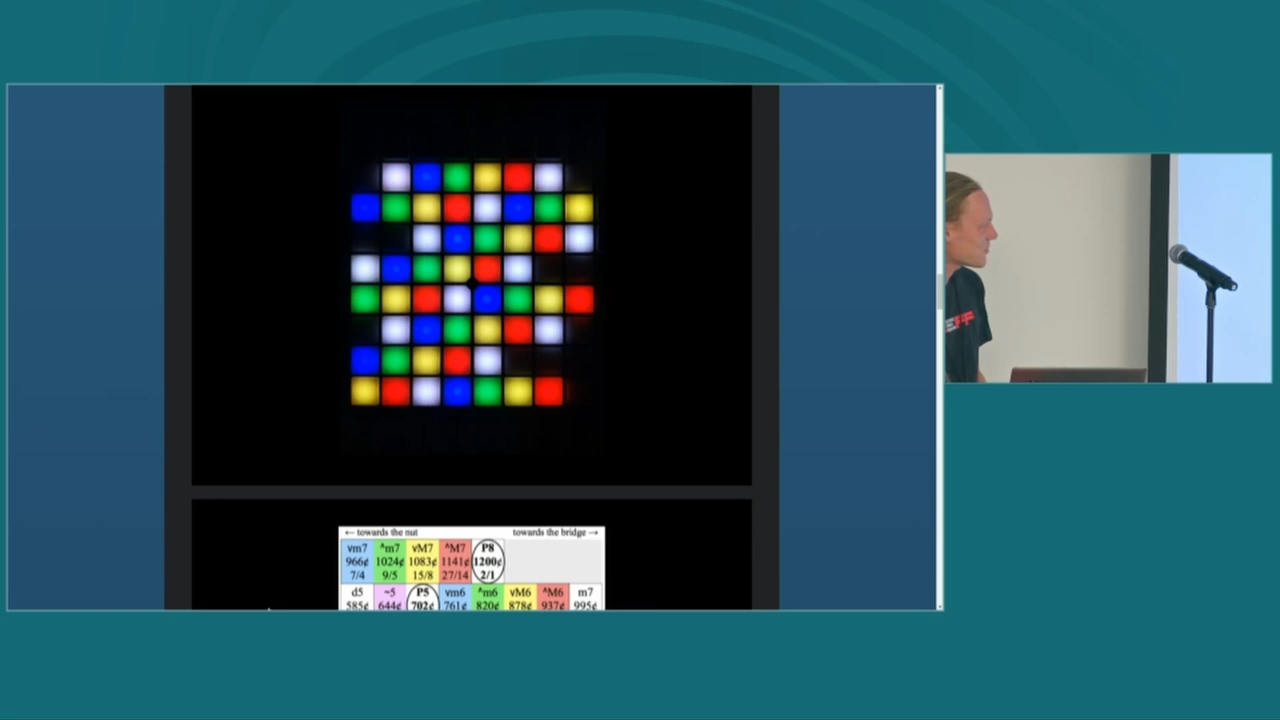 ← towards the nut towards the bridge →
vm7 ^m7 vM7 ^M7 P8
966¢ 1024¢ 1083¢ 1141¢ 1200¢
7/4 9/5 15/8 27/14 2/1
d5 ~5 P5 vm6 ^m6 vM6 ^M6 m7
585¢ 644¢ 702¢ 761¢ 820¢ 878¢ 937¢ 995¢
EFF